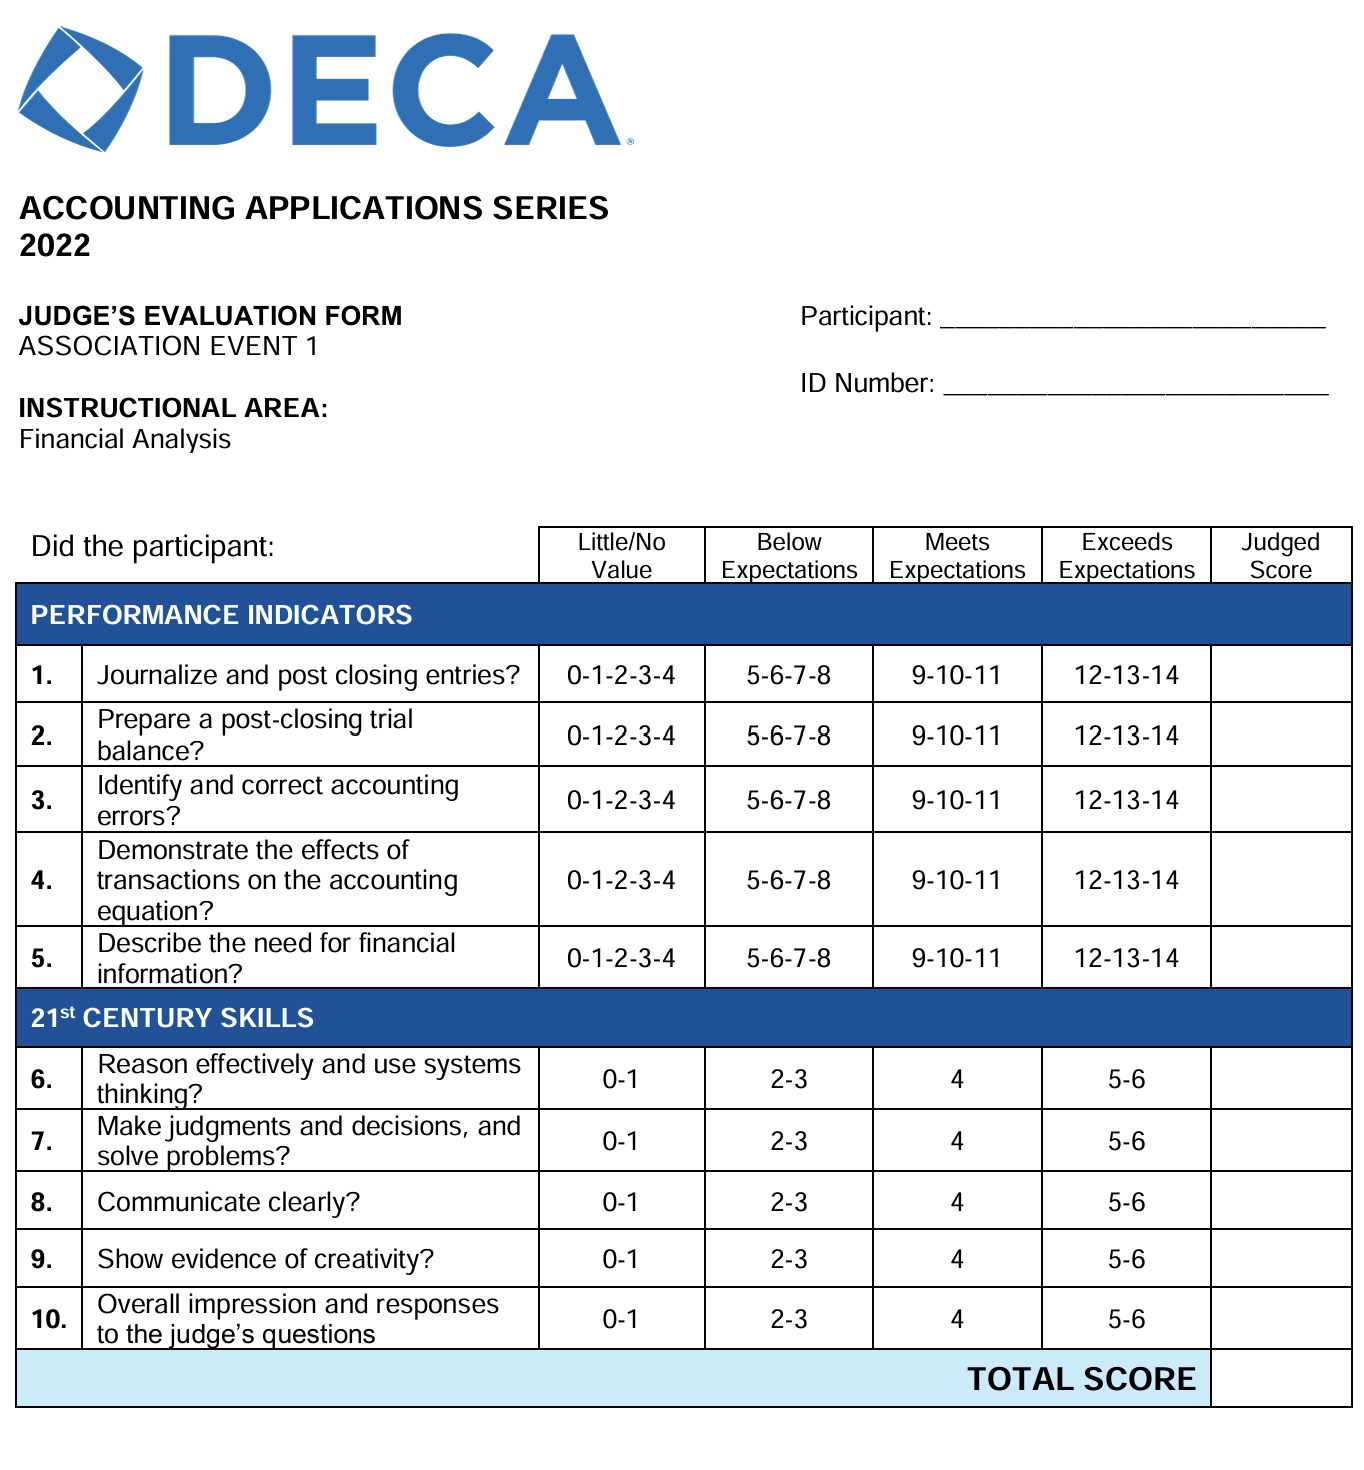 DECA®
ACCOUNTING APPLICATIONS SERIES
2022
JUDGE’S EVALUATION FORM
ASSOCIATION EVENT 1
Participant: ___________________________
ID Number: ___________________________
INSTRUCTIONAL AREA:
Financial Analysis
Did the participant:
Little/No
Value
Below
Expectations
Meets
Expectations
Exceeds
Expectations
Judged
Score
PERFORMANCE INDICATORS
1. Journalize and post closing entries? 0-1-2-3-4 5-6-7-8 9-10-11 12-13-14
2. Prepare a post-closing trial
balance? 0-1-2-3-4 5-6-7-8 9-10-11 12-13-14
3. Identify and correct accounting
errors? 0-1-2-3-4 5-6-7-8 9-10-11 12-13-14
4. Demonstrate the effects of
transactions on the accounting
equation? 0-1-2-3-4 5-6-7-8 9-10-11 12-13-14
5. Describe the need for financial
information? 0-1-2-3-4 5-6-7-8 9-10-11 12-13-14
21st CENTURY SKILLS
6. Reason effectively and use systems
thinking? 0-1 2-3 4 5-6
7. Make judgments and decisions, and
solve problems? 0-1 2-3 4 5-6
8. Communicate clearly? 0-1 2-3 4 5-6
9. Show evidence of creativity? 0-1 2-3 4 5-6
10. Overall impression and responses
to the judge’s questions 0-1 2-3 4 5-6
TOTAL SCORE